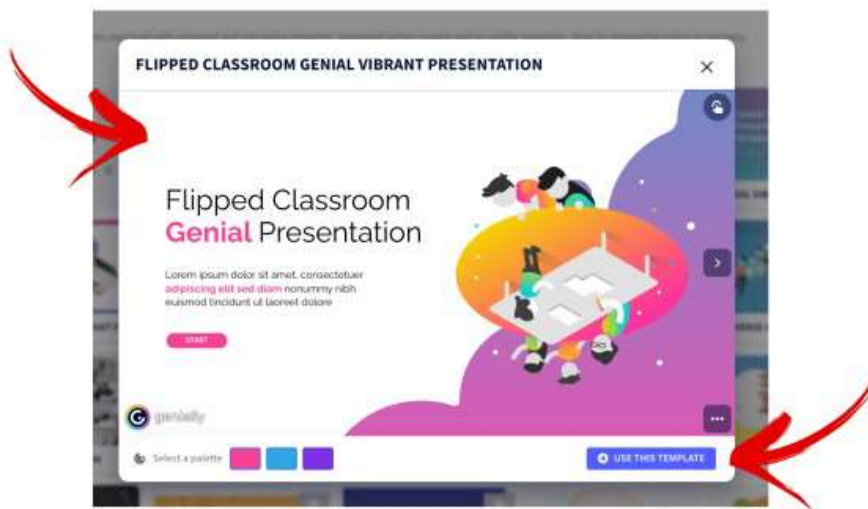 FLIPPED CLASSROOM GENIAL VIBRANT PRESENTATION
Flipped Classroom
Genial Presentation
Lorem ipsum dolor sit amet, consectetuer
adipiscing elit sed diam nonummy nibh
euismod tincidunt ut laoreet dolore
START
genially
Select a palette
USE THIS TEMPLATE